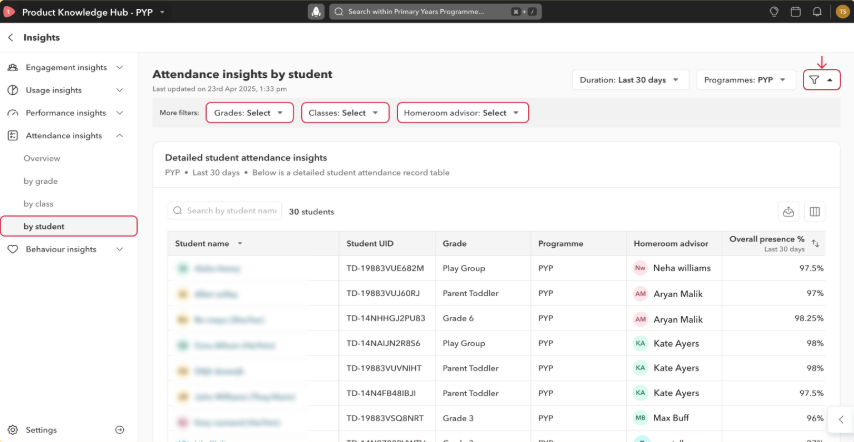 Product Knowledge Hub - PYP
Search within Primary Years Programme...
⌘ + /
TS
Insights
Engagement insights
Usage insights
Performance insights
Attendance insights
Overview
by grade
by class
by student
Behaviour insights
Settings
Attendance insights by student
Last updated on 23rd Apr 2025, 1:33 pm
Duration: Last 30 days
Programmes: PYP
More filters:
Grades: Select
Classes: Select
Homeroom advisor: Select
Detailed student attendance insights
PYP • Last 30 days • Below is a detailed student attendance record table
Search by student name
30 students
Student name Student UID Grade Programme Homeroom advisor Overall presence %
Last 30 days
TD-19883VUE682M Play Group PYP Nw Neha williams 97.5%
TD-19883VUJ60RJ Parent Toddler PYP AM Aryan Malik 97%
TD-14NHHGJ2PU83 Grade 6 PYP AM Aryan Malik 98.25%
TD-14NAIJN2R8S6 Play Group PYP KA Kate Ayers 98%
TD-19883VUVNIHT Parent Toddler PYP KA Kate Ayers 98%
TD-14N4FB48IBJI Parent Toddler PYP KA Kate Ayers 97.5%
TD-19883VSQ8NRT Grade 3 PYP MB Max Buff 96%